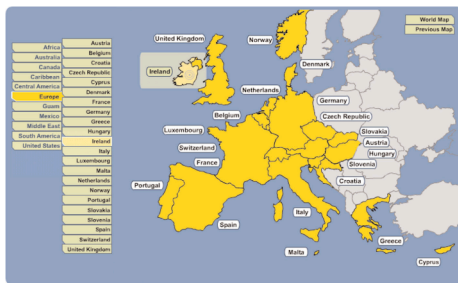 World Map
Previous Map
Africa
Australia
Canada
Caribbean
Central America
Europe
Guam
Mexico
Middle East
South America
United States
Austria
Belgium
Croatia
Czech Republic
Cyprus
Denmark
France
Germany
Greece
Hungary
Ireland
Italy
Luxembourg
Malta
Netherlands
Norway
Portugal
Slovakia
Slovenia
Spain
Switzerland
United Kingdom
United Kingdom
Norway
Denmark
Ireland
Netherlands
Germany
Belgium
Czech Republic
Luxembourg
Slovakia
Austria
Switzerland
Hungary
France
Slovenia
Croatia
Portugal
Italy
Spain
Greece
Malta
Cyprus